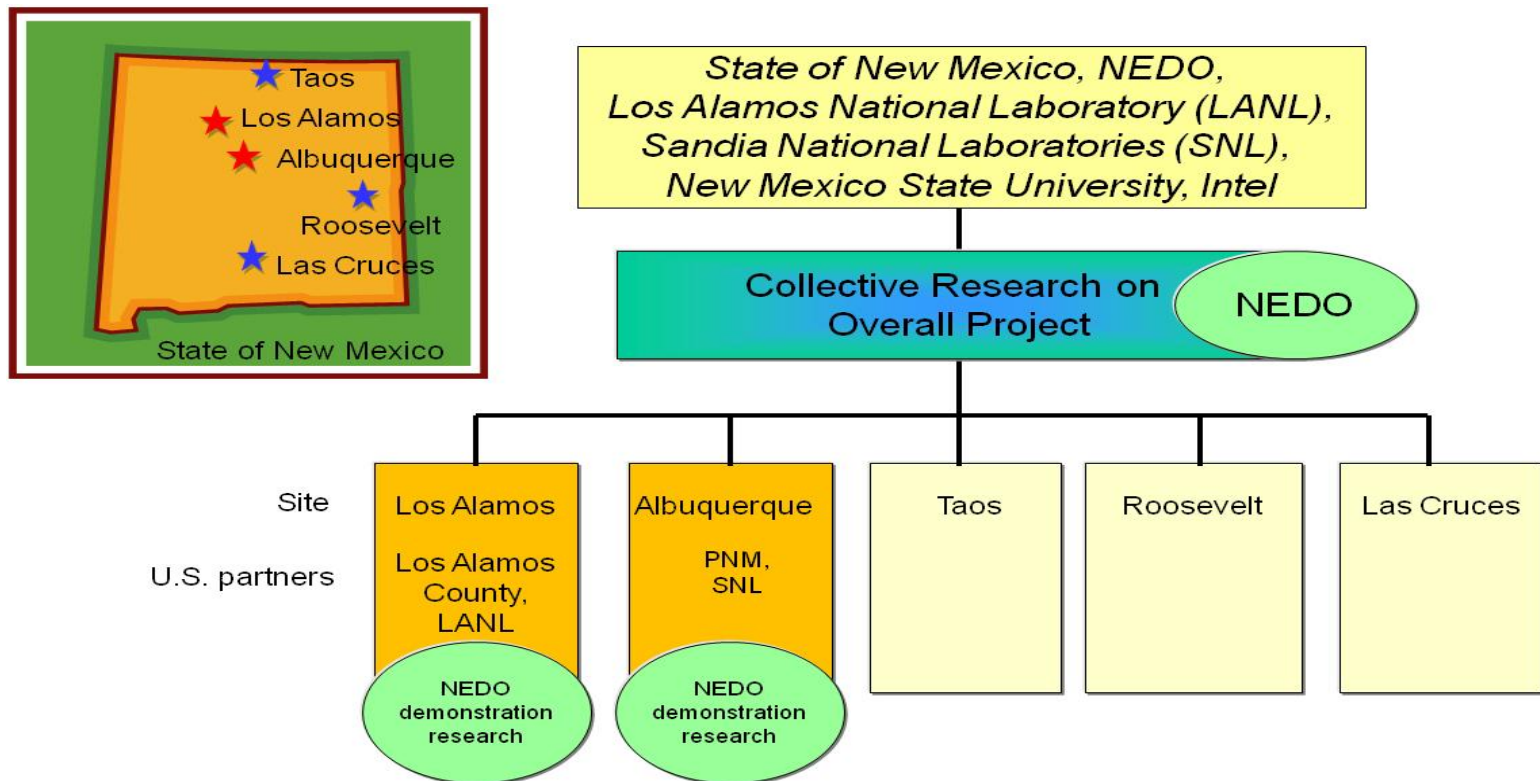 Taos
Los Alamos
Albuquerque
Roosevelt
Las Cruces
State of New Mexico
State of New Mexico, NEDO,
Los Alamos National Laboratory (LANL),
Sandia National Laboratories (SNL),
New Mexico State University, Intel
Collective Research on
Overall Project
NEDO
Site
Los Alamos
Albuquerque
Taos
Roosevelt
Las Cruces
U.S. partners
Los Alamos
County,
LANL
PNM,
SNL
NEDO
demonstration
research
NEDO
demonstration
research